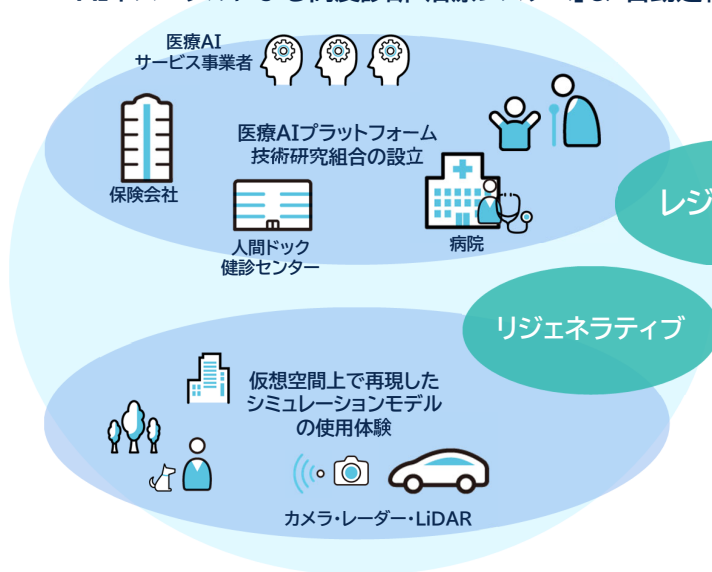 医療AI
サービス事業者
医療AIプラットフォーム
技術研究組合の設立
保険会社
人間ドック
健診センター
病院
レジ
リジェネラティブ
仮想空間上で再現した
シミュレーションモデル
の使用体験
カメラ・レーダー・LiDAR